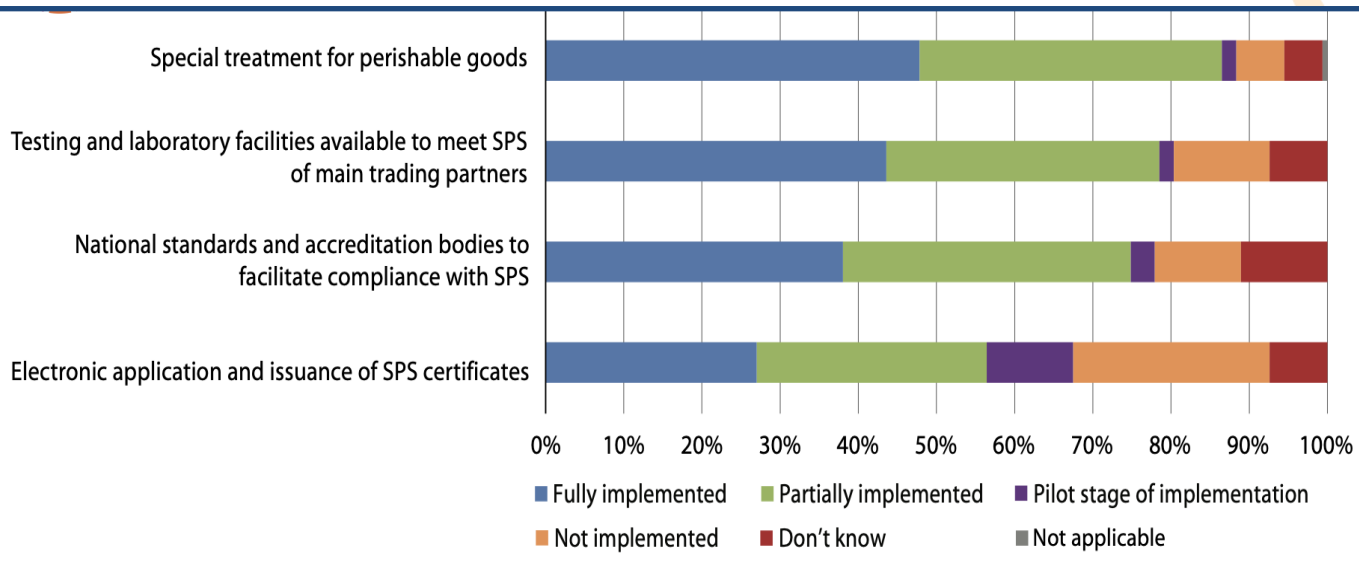 Special treatment for perishable goods
Testing and laboratory facilities available to meet SPS
of main trading partners
National standards and accreditation bodies to
facilitate compliance with SPS
Electronic application and issuance of SPS certificates
0% 10% 20% 30% 40% 50% 60% 70% 80% 90% 100%
Fully implemented Partially implemented Pilot stage of implementation
Not implemented Don’t know Not applicable